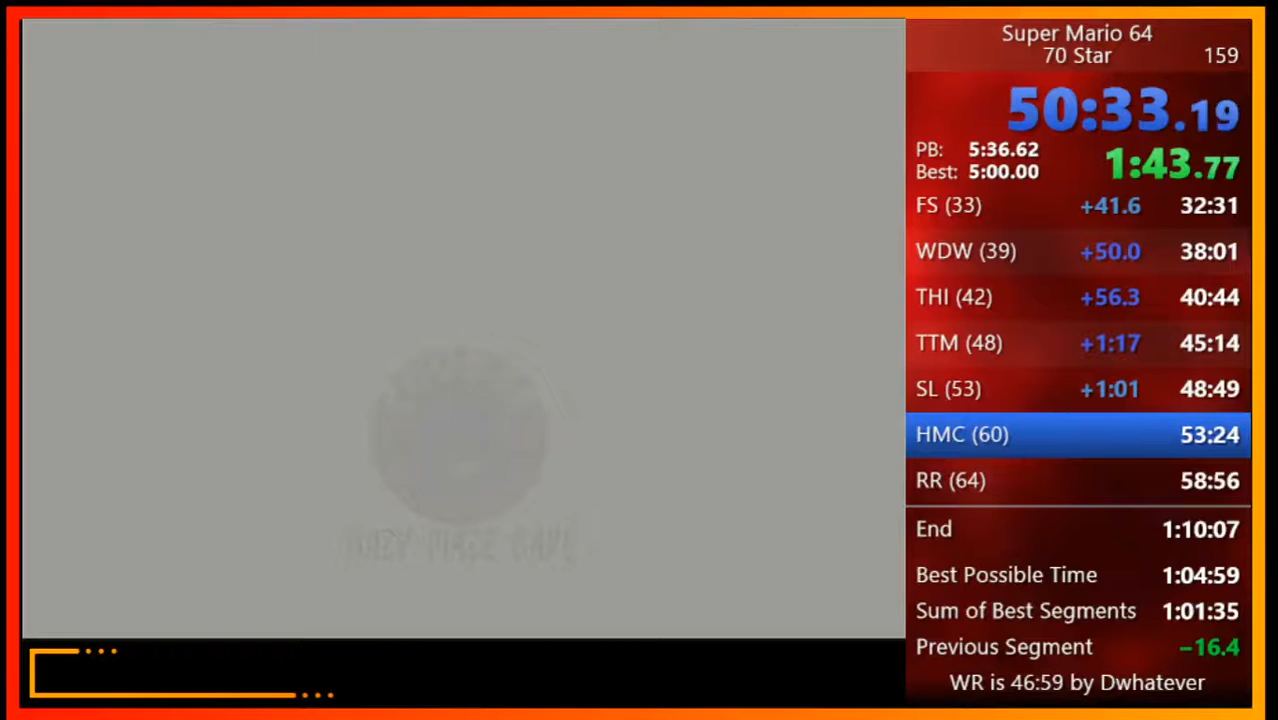 Super Mario 64
70 Star 159
50:33.19
PB: 5:36.62
Best: 5:00.00
1:43.77
FS (33) +41.6 32:31
WDW (39) +50.0 38:01
THI (42) +56.3 40:44
TTM (48) +1:17 45:14
SL (53) +1:01 48:49
HMC (60) 53:24
RR (64) 58:56
End 1:10:07
Best Possible Time 1:04:59
Sum of Best Segments 1:01:35
Previous Segment −16.4
WR is 46:59 by Dwhatever